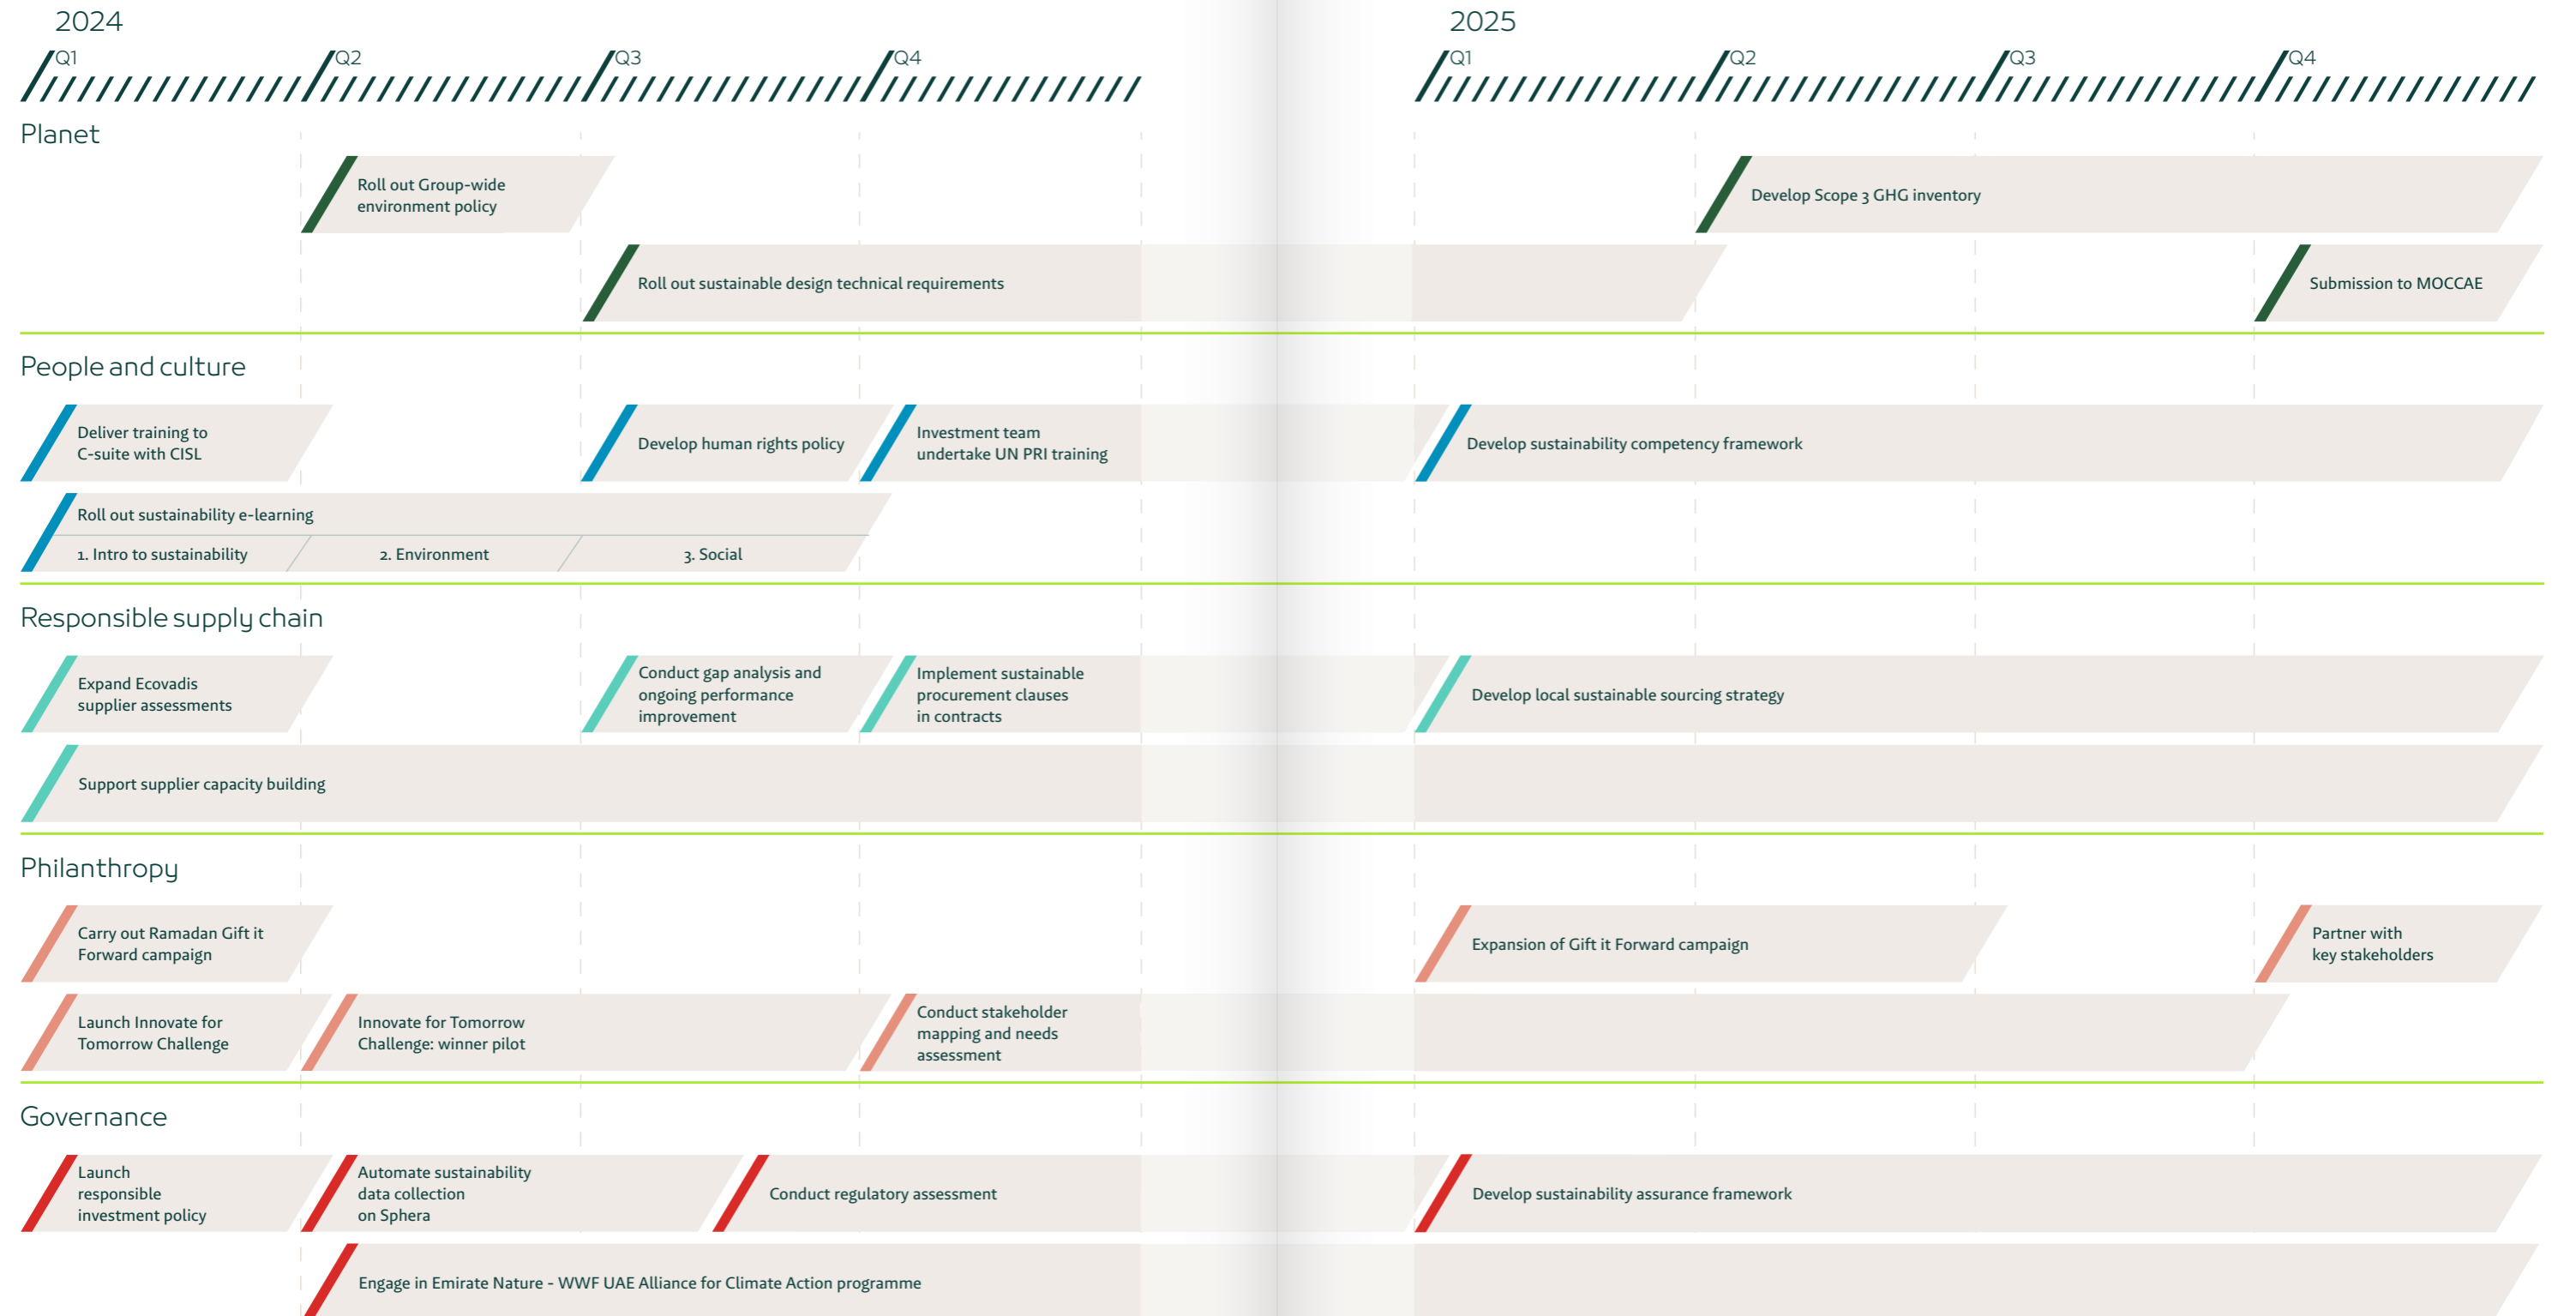 2024
2025
Q1
Q2
Q3
Q4
Q1
Q2
Q3
Q4
Planet
Roll out Group-wide
environment policy
Develop Scope 3 GHG inventory
Roll out sustainable design technical requirements
Submission to MOCCAE
People and culture
Deliver training to
C-suite with CISL
Develop human rights policy
Investment team
undertake UN PRI training
Develop sustainability competency framework
Roll out sustainability e-learning
1. Intro to sustainability
2. Environment
3. Social
Responsible supply chain
Expand Ecovadis
supplier assessments
Conduct gap analysis and
ongoing performance
improvement
Implement sustainable
procurement clauses
in contracts
Develop local sustainable sourcing strategy
Support supplier capacity building
Philanthropy
Carry out Ramadan Gift it
Forward campaign
Expansion of Gift it Forward campaign
Partner with
key stakeholders
Launch Innovate for
Tomorrow Challenge
Innovate for Tomorrow
Challenge: winner pilot
Conduct stakeholder
mapping and needs
assessment
Governance
Launch
responsible
investment policy
Automate sustainability
data collection
on Sphera
Conduct regulatory assessment
Develop sustainability assurance framework
Engage in Emirate Nature - WWF UAE Alliance for Climate Action programme